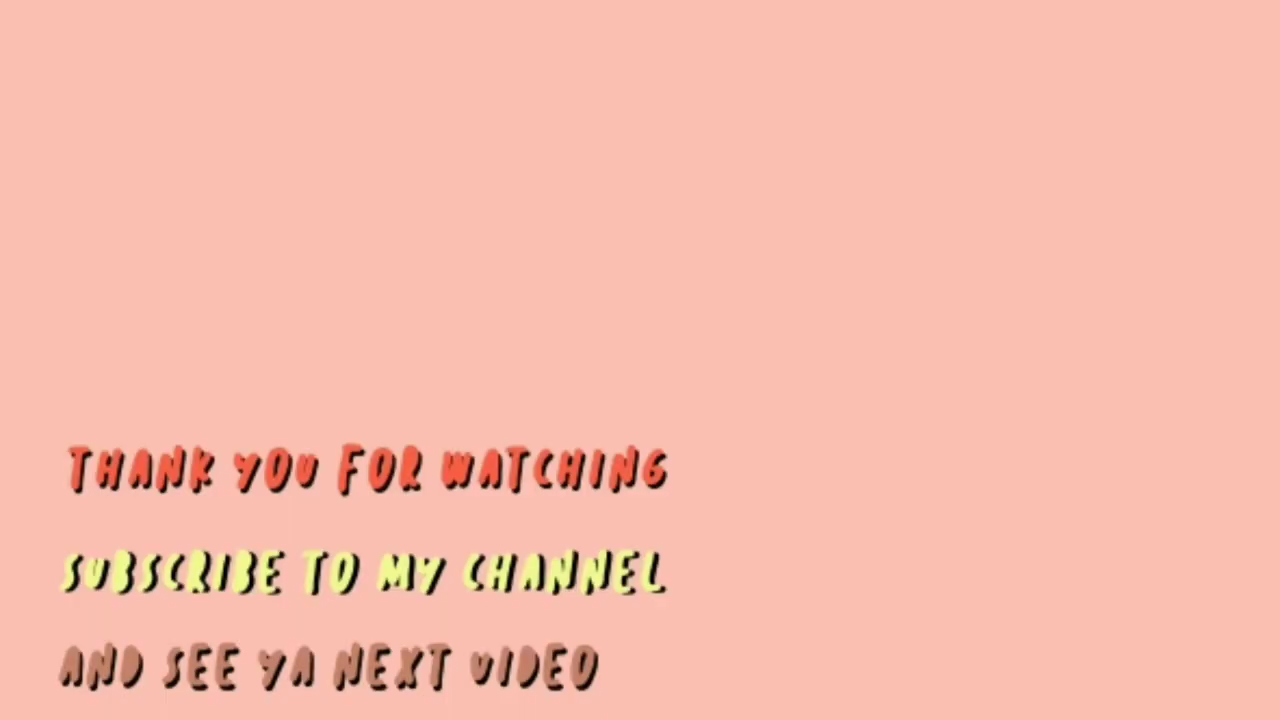 THANK YOU FOR WATCHING
SUBSCRIBE TO MY CHANNEL
AND SEE YA NEXT VIDEO